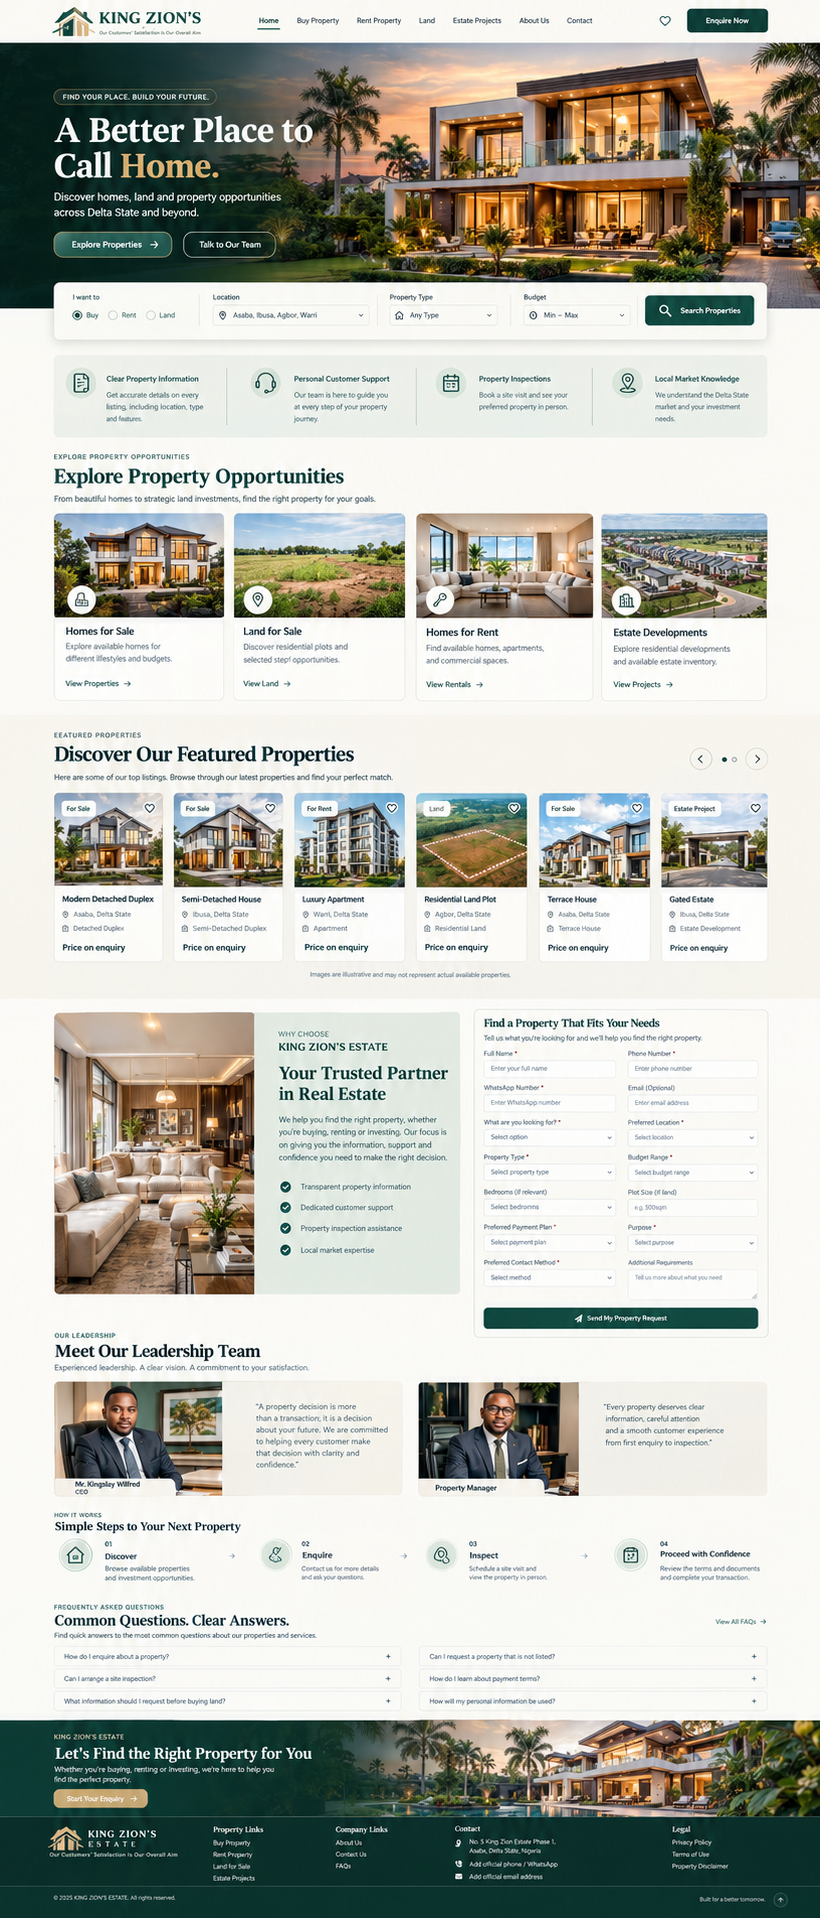 KING ZION'S
Our Customers' Satisfaction Is Our Overall Aim
Home
Buy Property
Rent Property
Land
Estate Projects
About Us
Contact
Enquire Now
FIND YOUR PLACE. BUILD YOUR FUTURE.
A Better Place to
Call Home.
Discover homes, land and property opportunities
across Delta State and beyond.
Explore Properties
Talk to Our Team
I want to
Buy
Rent
Land
Location
Asaba, Ibusa, Agbor, Warri
Property Type
Any Type
Budget
Min – Max
Search Properties
Clear Property Information
Get accurate details on every
listing, including location, type
and features.
Personal Customer Support
Our team is here to guide you
at every step of your property
journey.
Property Inspections
Book a site visit and see your
preferred property in person.
Local Market Knowledge
We understand the Delta State
market and your investment
needs.
EXPLORE PROPERTY OPPORTUNITIES
Explore Property Opportunities
From beautiful homes to strategic land investments, find the right property for your goals.
Homes for Sale
Explore available homes for
different lifestyles and budgets.
View Properties
Land for Sale
Discover residential plots and
selected step! opportunities.
View Land
Homes for Rent
Find available homes, apartments,
and commercial spaces.
View Rentals
Estate Developments
Explore residential developments
and available estate inventory.
View Projects
EEATURED PROPERTIES
Discover Our Featured Properties
Here are some of our top listings. Browse through our latest properties and find your perfect match.
For Sale
Modern Detached Duplex
Asaba, Delta State
Detached Duplex
Price on enquiry
For Sale
Semi-Detached House
Ibusa, Delta State
Semi-Detached Duplex
Price on enquiry
For Rent
Luxury Apartment
Warri, Delta State
Apartment
Price on enquiry
Land
Residential Land Plot
Agbor, Delta State
Residential Land
Price on enquiry
For Sale
Terrace House
Asaba, Delta State
Terrace House
Price on enquiry
Estate Project
Gated Estate
Ibusa, Delta State
Estate Development
Price on enquiry
Images are illustrative and may not represent actual available properties.
WHY CHOOSE
KING ZION'S ESTATE
Your Trusted Partner
in Real Estate
We help you find the right property, whether
you're buying, renting or investing. Our focus is
on giving you the information, support and
confidence you need to make the right decision.
Transparent property information
Dedicated customer support
Property inspection assistance
Local market expertise
Find a Property That Fits Your Needs
Tell us what you're looking for and we'll help you find the right property.
Full Name *
Enter your full name
Phone Number *
Enter phone number
WhatsApp Number *
Enter WhatsApp number
Email (Optional)
Enter email address
What are you looking for? *
Select option
Preferred Location *
Select location
Property Type *
Select property type
Budget Range *
Select budget range
Bedrooms (if relevant)
Select bedrooms
Plot Size (if land)
e.g. 500sqm
Preferred Payment Plan *
Select payment plan
Purpose *
Select purpose
Preferred Contact Method *
Select method
Additional Requirements
Tell us more about what you need
Send My Property Request
OUR LEADERSHIP
Meet Our Leadership Team
Experienced leadership. A clear vision. A commitment to your satisfaction.
Mr. Kingslay Wilfred
CEO
"A property decision is more
than a transaction; it is a decision
about your future. We are committed
to helping every customer make
that decision with clarity and
confidence."
Property Manager
"Every property deserves clear
information, careful attention
and a smooth customer experience
from first enquiry to inspection."
HOW IT WORKS
Simple Steps to Your Next Property
01
Discover
Browse available properties
and investment opportunities.
02
Enquire
Contact us for more details
and ask your questions.
03
Inspect
Schedule a site visit and
view the property in person.
04
Proceed with Confidence
Review the terms and documents
and complete your transaction.
FREQUENTLY ASKED QUESTIONS
Common Questions. Clear Answers.
Find quick answers to the most common questions about our properties and services.
View All FAQs
How do I enquire about a property?
Can I request a property that is not listed?
Can I arrange a site inspection?
How do I learn about payment terms?
What information should I request before buying land?
How will my personal information be used?
KING ZION'S ESTATE
Let's Find the Right Property for You
Whether you're buying, renting or investing, we're here to help you
find the perfect property.
Start Your Enquiry
KING ZION'S
ESTATE
Our Customers' Satisfaction Is Our Overall Aim
Property Links
Buy Property
Rent Property
Land for Sale
Estate Projects
Company Links
About Us
Contact Us
FAQs
Contact
No. 5 King Zion Estate Phase 1,
Asaba, Delta State, Nigeria
Add official phone / WhatsApp
Add official email address
Legal
Privacy Policy
Terms of Use
Property Disclaimer
© 2025 KING ZION'S ESTATE. All rights reserved.
Built for a better tomorrow.